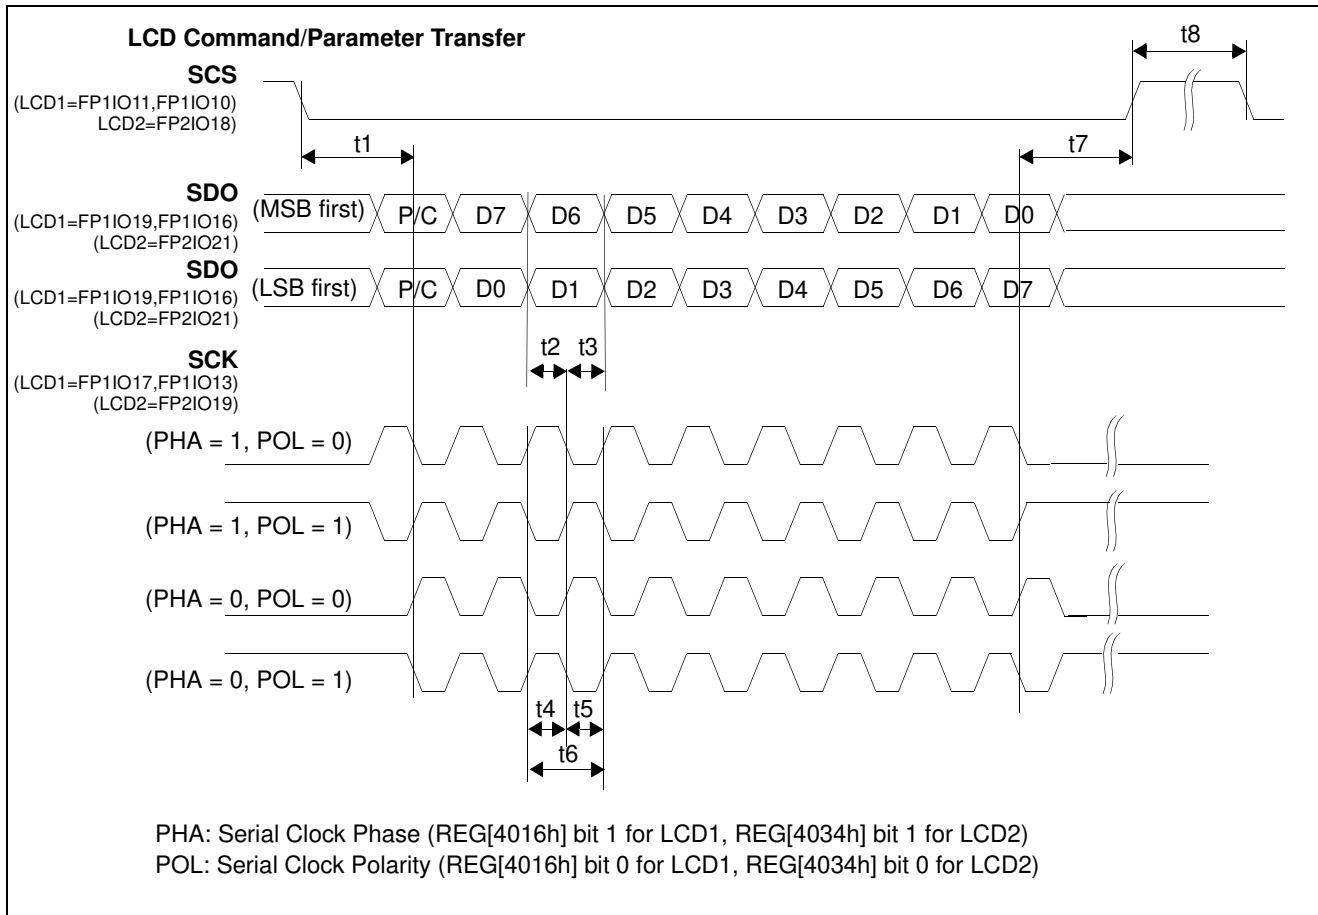 LCD Command/Parameter Transfer
t8
SCS
(LCD1=FP1IO11,FP1IO10)
LCD2=FP2IO18)
t1
t7
SDO
(LCD1=FP1IO19,FP1IO16)
(LCD2=FP2IO21)
(MSB first) P/C D7 D6 D5 D4 D3 D2 D1 D0
SDO
(LCD1=FP1IO19,FP1IO16)
(LCD2=FP2IO21)
(LSB first) P/C D0 D1 D2 D3 D4 D5 D6 D7
t2 t3
SCK
(LCD1=FP1IO17,FP1IO13)
(LCD2=FP2IO19)
(PHA = 1, POL = 0)
(PHA = 1, POL = 1)
(PHA = 0, POL = 0)
(PHA = 0, POL = 1)
t4 t5
t6
PHA: Serial Clock Phase (REG[4016h] bit 1 for LCD1, REG[4034h] bit 1 for LCD2)
POL: Serial Clock Polarity (REG[4016h] bit 0 for LCD1, REG[4034h] bit 0 for LCD2)